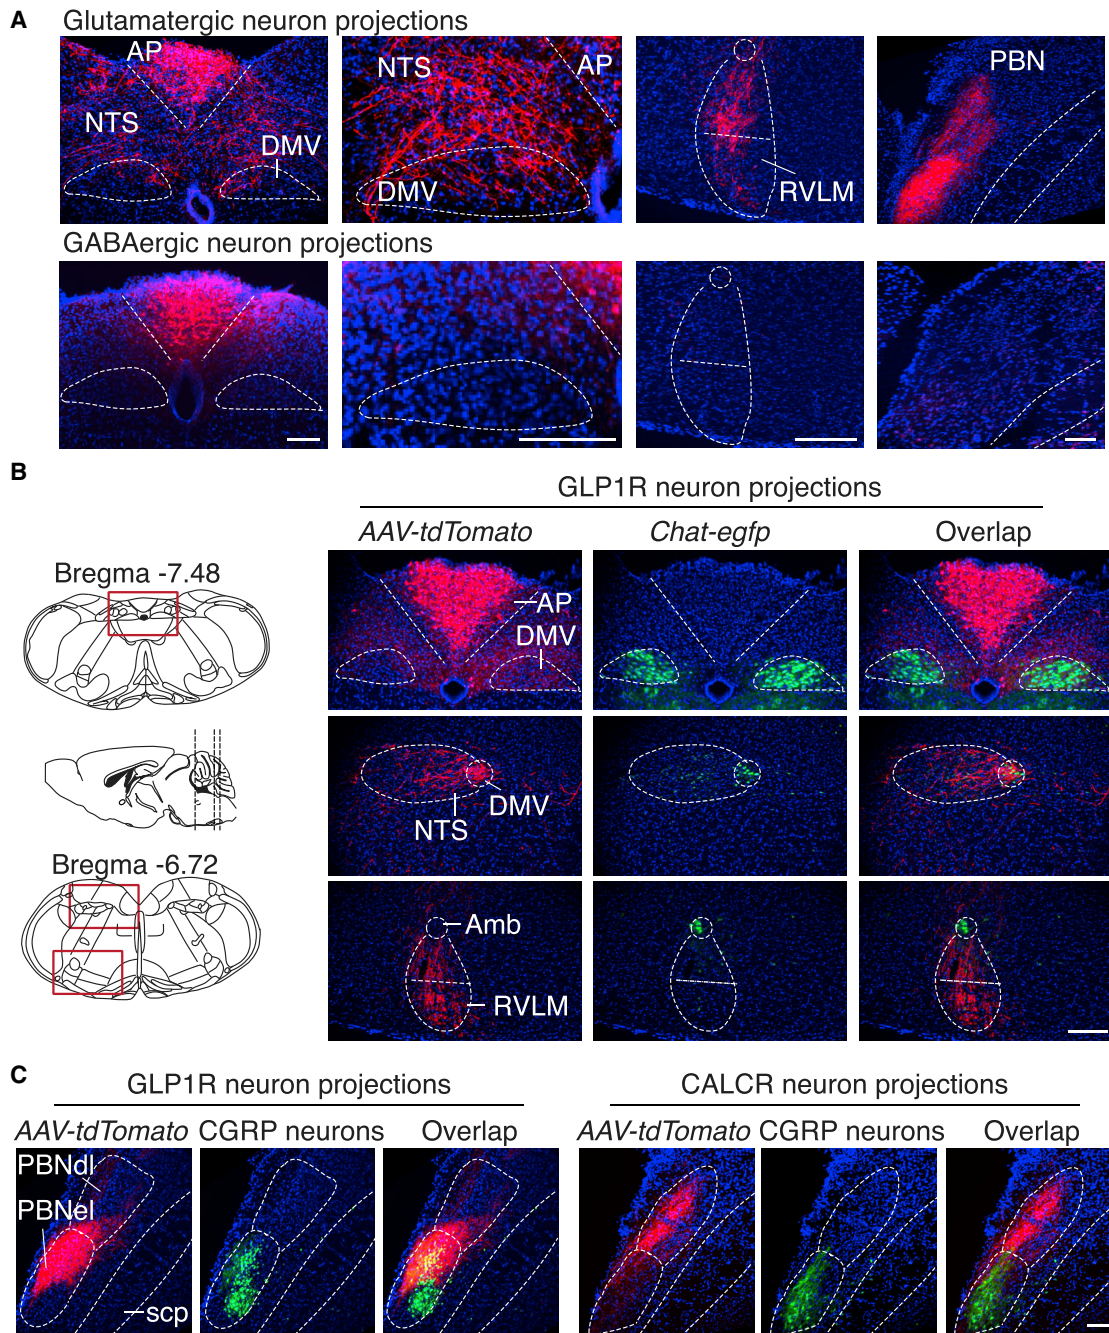 A
Glutamatergic neuron projections
AP
NTS
DMV
NTS
AP
DMV
RVLM
PBN
GABAergic neuron projections
B
GLP1R neuron projections
AAV-tdTomato
Chat-egfp
Overlap
Bregma -7.48
AP
DMV
DMV
NTS
Bregma -6.72
Amb
RVLM
C
GLP1R neuron projections
CALCR neuron projections
AAV-tdTomato
CGRP neurons
Overlap
AAV-tdTomato
CGRP neurons
Overlap
PBNdl
PBNel
scp